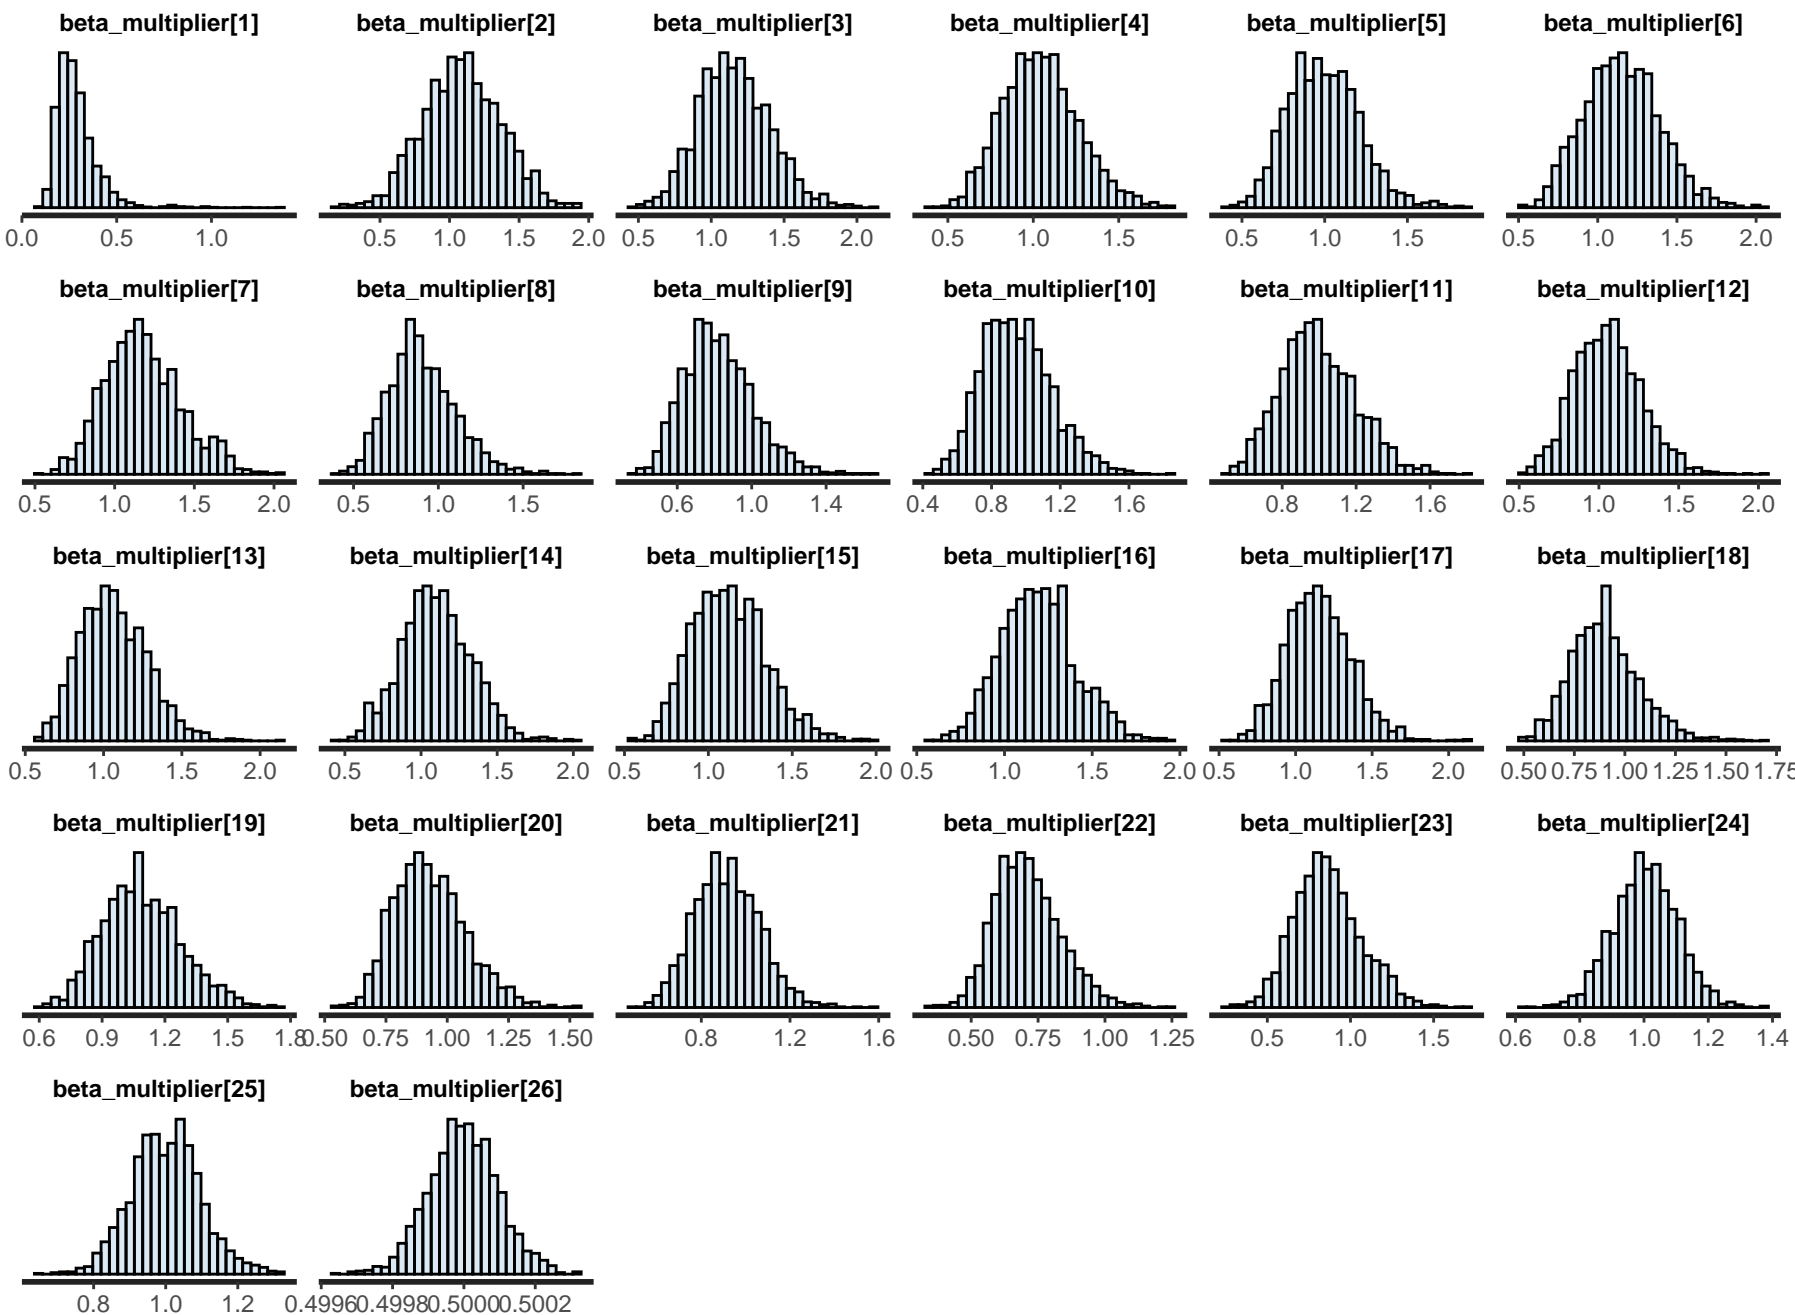 beta_multiplier[1] beta_multiplier[2] beta_multiplier[3] beta_multiplier[4] beta_multiplier[5] beta_multiplier[6]
0.0 0.5 1.0 0.5 1.0 1.5 2.0 0.5 1.0 1.5 2.0 0.5 1.0 1.5 0.5 1.0 1.5 0.5 1.0 1.5 2.0
beta_multiplier[7] beta_multiplier[8] beta_multiplier[9] beta_multiplier[10] beta_multiplier[11] beta_multiplier[12]
0.5 1.0 1.5 2.0 0.5 1.0 1.5 0.6 1.0 1.4 0.4 0.8 1.2 1.6 0.8 1.2 1.6 0.5 1.0 1.5 2.0
beta_multiplier[13] beta_multiplier[14] beta_multiplier[15] beta_multiplier[16] beta_multiplier[17] beta_multiplier[18]
0.5 1.0 1.5 2.0 0.5 1.0 1.5 2.0 0.5 1.0 1.5 2.0 0.5 1.0 1.5 2.0 0.5 1.0 1.5 2.0 0.50 0.75 1.00 1.25 1.50 1.75
beta_multiplier[19] beta_multiplier[20] beta_multiplier[21] beta_multiplier[22] beta_multiplier[23] beta_multiplier[24]
0.6 0.9 1.2 1.5 1.8 0.50 0.75 1.00 1.25 1.50 0.8 1.2 1.6 0.50 0.75 1.00 1.25 0.5 1.0 1.5 0.6 0.8 1.0 1.2 1.4
beta_multiplier[25] beta_multiplier[26]
0.8 1.0 1.2 0.4996 0.4998 0.5000 0.5002